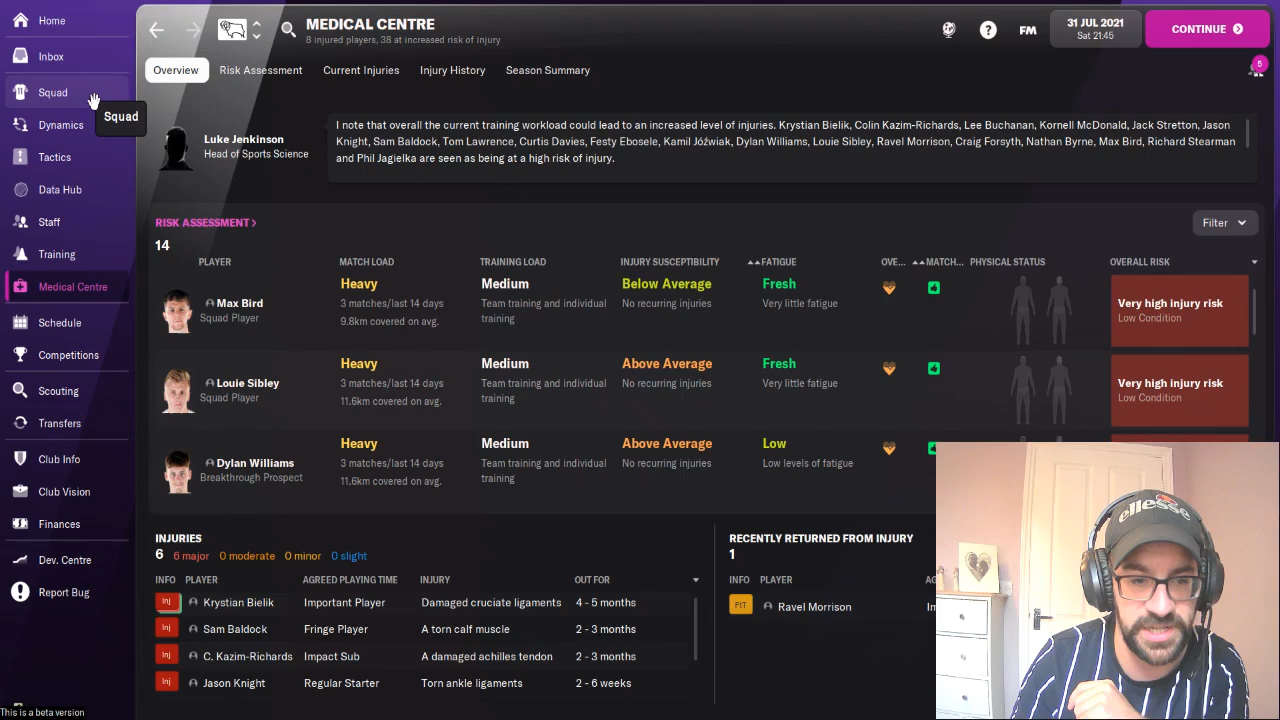 Home
Inbox
Squad
Squad
Dynamics
Tactics
Data Hub
Staff
Training
Medical Centre
Schedule
Competitions
Scouting
Transfers
Club Info
Club Vision
Finances
Dev. Centre
Report Bug
This is a beta version
MEDICAL CENTRE
8 injured players, 38 at increased risk of injury
FM
31 JUL 2021
Sat 21:45
CONTINUE
5
Overview
Risk Assessment
Current Injuries
Injury History
Season Summary
Luke Jenkinson
Head of Sports Science
I note that overall the current training workload could lead to an increased level of injuries. Krystian Bielik, Colin Kazim-Richards, Lee Buchanan, Kornell McDonald, Jack Stretton, Jason
Knight, Sam Baldock, Tom Lawrence, Curtis Davies, Festy Ebosele, Kamil Jóźwiak, Dylan Williams, Louie Sibley, Ravel Morrison, Craig Forsyth, Nathan Byrne, Max Bird, Richard Stearman
and Phil Jagielka are seen as being at a high risk of injury.
RISK ASSESSMENT >
14
Filter
PLAYER MATCH LOAD TRAINING LOAD INJURY SUSCEPTIBILITY FATIGUE OVE... MATCH... PHYSICAL STATUS OVERALL RISK
Max Bird
Squad Player
Heavy
3 matches/last 14 days
9.8km covered on avg.
Medium
Team training and individual
training
Below Average
No recurring injuries
Fresh
Very little fatigue
Very high injury risk
Low Condition
Louie Sibley
Squad Player
Heavy
3 matches/last 14 days
11.6km covered on avg.
Medium
Team training and individual
training
Above Average
No recurring injuries
Fresh
Very little fatigue
Very high injury risk
Low Condition
Dylan Williams
Breakthrough Prospect
Heavy
3 matches/last 14 days
11.6km covered on avg.
Medium
Team training and individual
training
Above Average
No recurring injuries
Low
Low levels of fatigue
INJURIES
6 6 major 0 moderate 0 minor 0 slight
INFO PLAYER AGREED PLAYING TIME INJURY OUT FOR
Inj Krystian Bielik Important Player Damaged cruciate ligaments 4 - 5 months
Inj Sam Baldock Fringe Player A torn calf muscle 2 - 3 months
Inj C. Kazim-Richards Impact Sub A damaged achilles tendon 2 - 3 months
Inj Jason Knight Regular Starter Torn ankle ligaments 2 - 6 weeks
RECENTLY RETURNED FROM INJURY
1
INFO PLAYER
FIT Ravel Morrison
ellesse